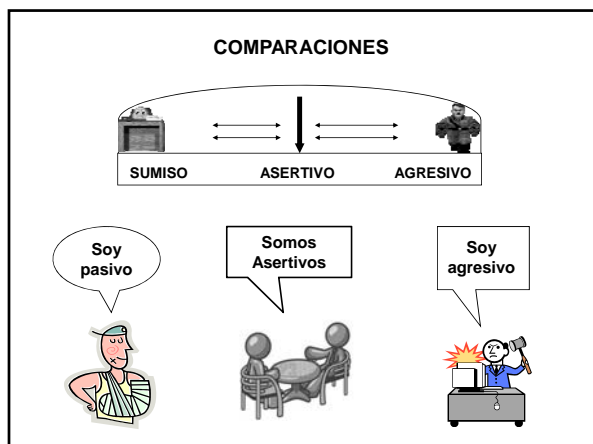 COMPARACIONES
SUMISO ASERTIVO AGRESIVO
Soy
pasivo
Somos
Asertivos
Soy
agresivo